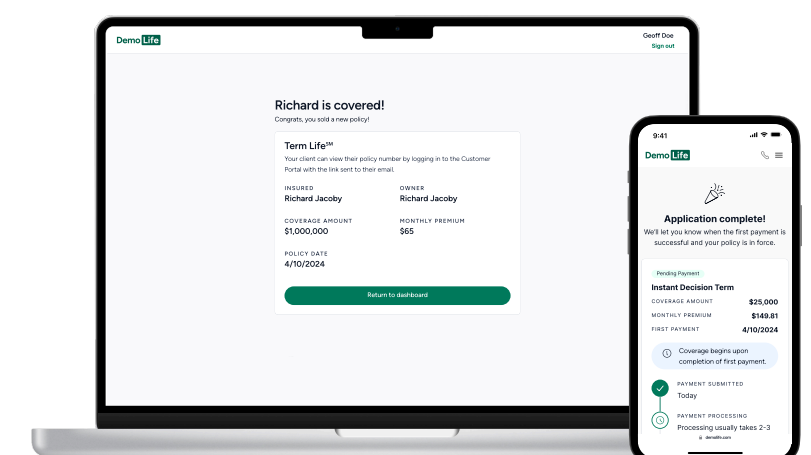 Demo Life
Geoff Doe
Sign out
Richard is covered!
Congrats, you sold a new policy!
Term Life℠
Your client can view their policy number by logging in to the Customer
Portal with the link sent to their email.
INSURED
Richard Jacoby
OWNER
Richard Jacoby
COVERAGE AMOUNT
$1,000,000
MONTHLY PREMIUM
$65
POLICY DATE
4/10/2024
Return to dashboard
9:41
Demo Life
Application complete!
We'll let you know when the first payment is
successful and your policy is in force.
Pending Payment
Instant Decision Term
COVERAGE AMOUNT $25,000
MONTHLY PREMIUM $149.81
FIRST PAYMENT 4/10/2024
Coverage begins upon
completion of first payment.
PAYMENT SUBMITTED
Today
PAYMENT PROCESSING
Processing usually takes 2-3
demolife.com